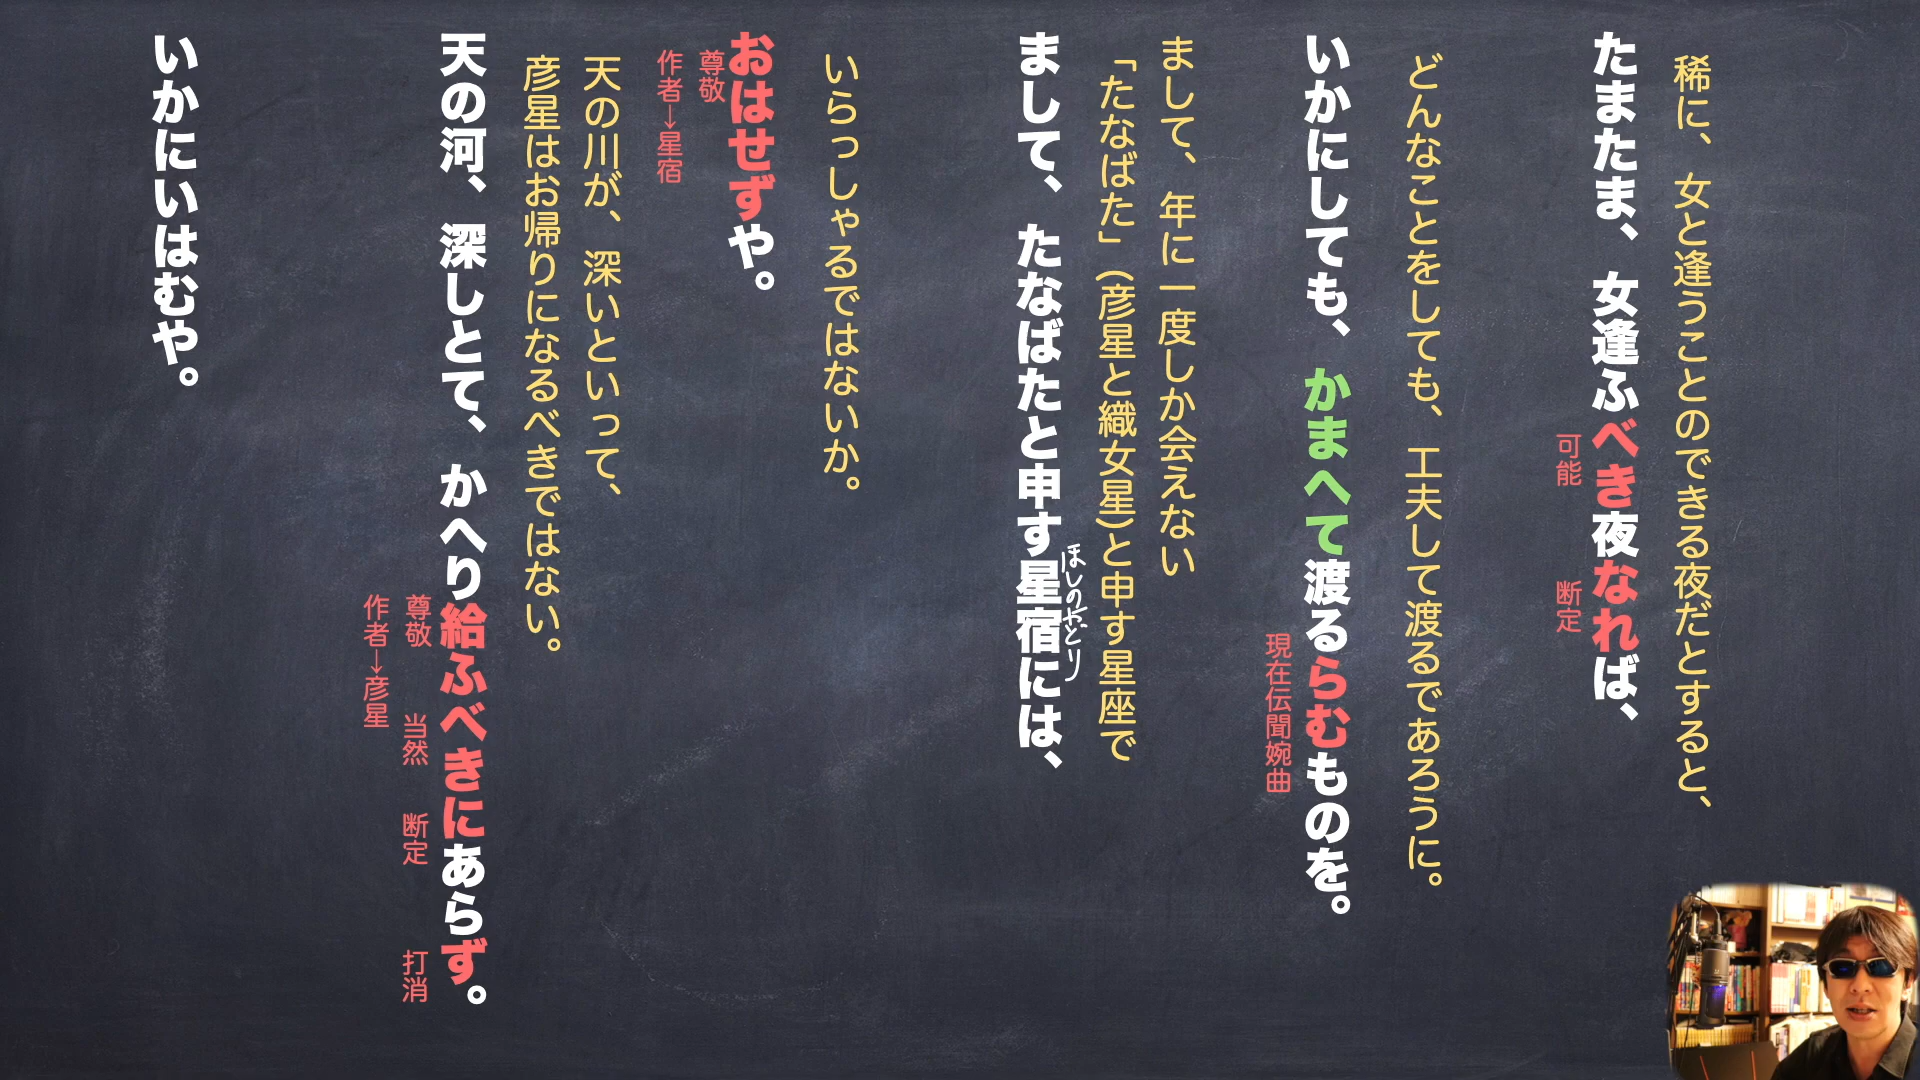 稀に、女と逢うことのできる夜だとすると、
たまたま、女逢ふべき夜なれば、
可能
断定
どんなことをしても、工夫して渡るであろうに。
いかにしても、かまへて渡るらむものを。
現在伝聞婉曲
まして、年に一度しか会えない
「たなばた」(彦星と織女星)と申す星座で
ほしのやどり
まして、たなばたと申す星宿には、
いらっしゃるではないか。
おはせずや。
尊敬
作者→星宿
天の川が、深いといって、
彦星はお帰りになるべきではない。
天の河、深しとて、かへり給ふべきにあらず。
尊敬
当然
断定
打消
作者→彦星
いかにいはむや。